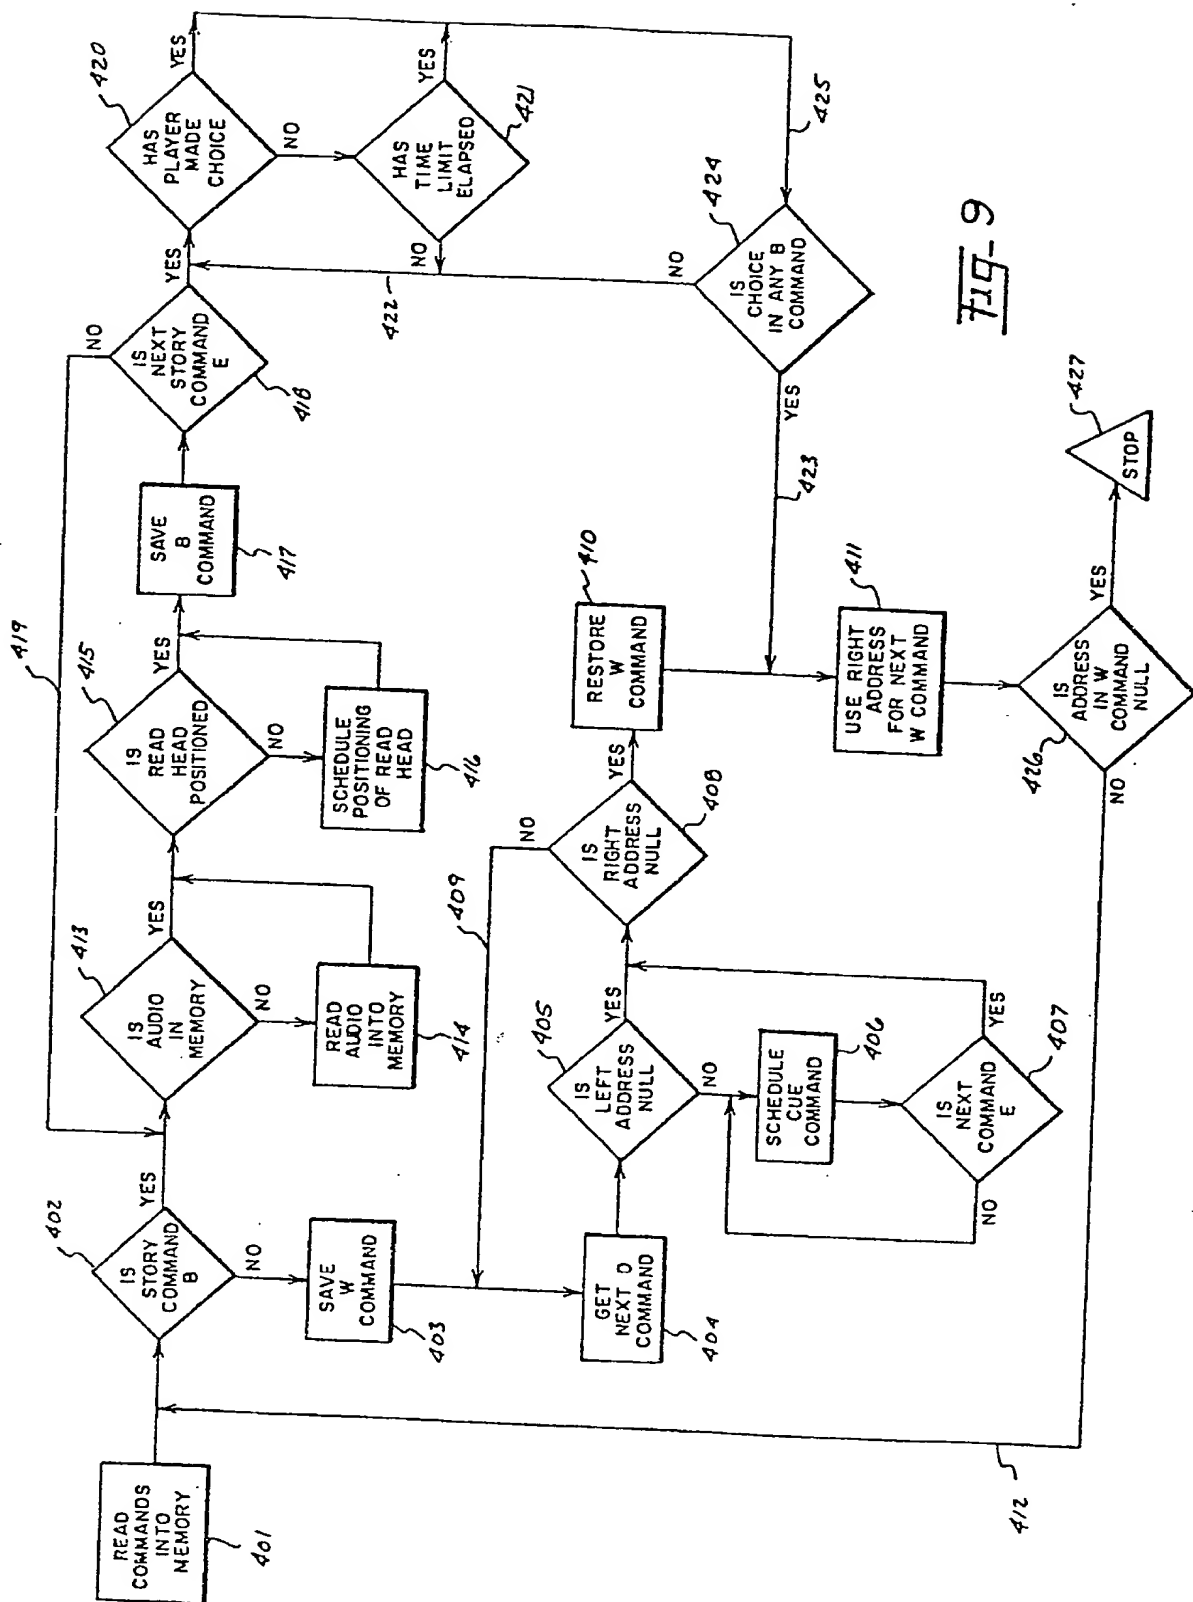 READ
COMMANDS
INTO
MEMORY
401
402
IS
STORY
COMMAND
B
YES
NO
SAVE
W
COMMAND
403
GET
NEXT D
COMMAND
404
405
IS
LEFT
ADDRESS
NULL
YES
NO
SCHEDULE
CUE
COMMAND
406
IS
NEXT
COMMAND
E
407
YES
NO
IS
RIGHT
ADDRESS
NULL
408
NO
409
YES
RESTORE
W
COMMAND
410
USE RIGHT
ADDRESS
FOR NEXT
W COMMAND
411
412
413
IS
AUDIO
IN
MEMORY
YES
NO
READ
AUDIO
INTO
MEMORY
414
415
IS
READ
HEAD
POSITIONED
YES
NO
SCHEDULE
POSITIONING
OF READ
HEAD
416
SAVE
B
COMMAND
417
IS
NEXT
STORY
COMMAND
E
418
NO
419
YES
420
HAS
PLAYER
MADE
CHOICE
YES
NO
HAS
TIME
LIMIT
ELAPSED
421
YES
NO
422
NO
423
424
IS
CHOICE
IN ANY B
COMMAND
YES
425
IS
ADDRESS
IN W
COMMAND
NULL
426
NO
YES
STOP
427
Fig_9